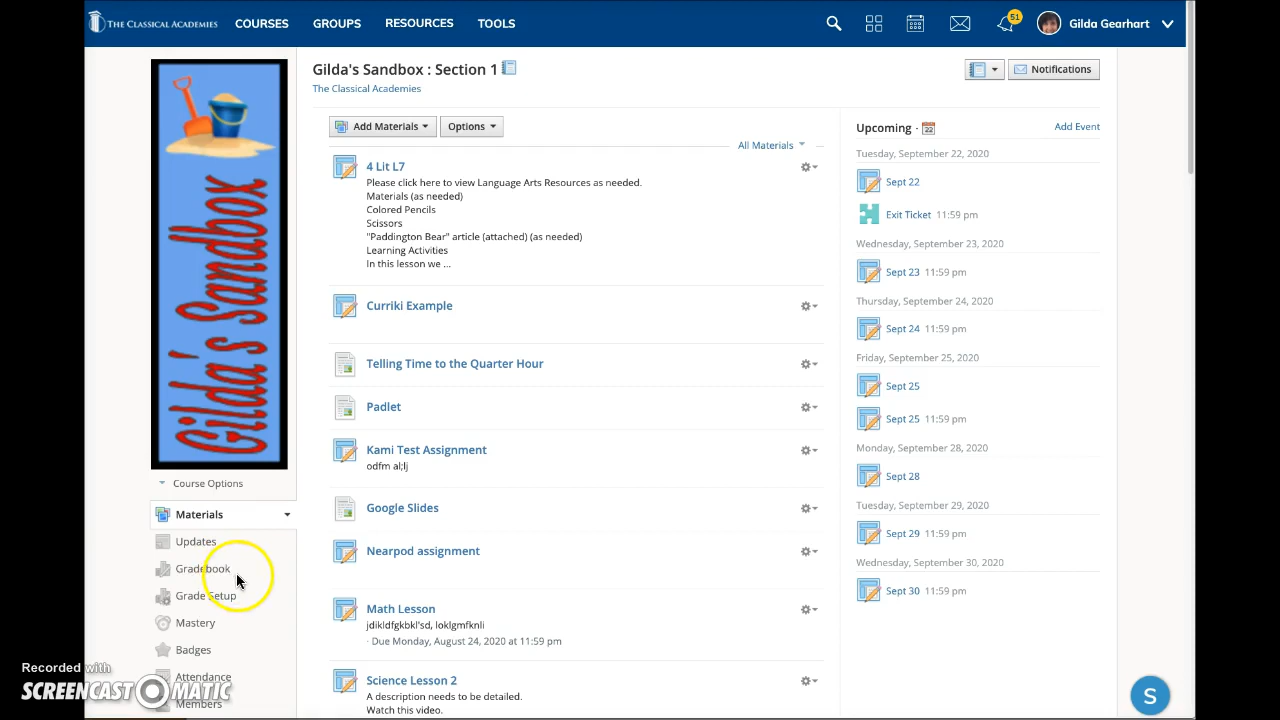 THE CLASSICAL ACADEMIES
COURSES
GROUPS
RESOURCES
TOOLS
51
Gilda Gearhart
Gilda's Sandbox
Gilda's Sandbox : Section 1
The Classical Academies
Notifications
Add Materials
Options
All Materials
4 Lit L7
Please click here to view Language Arts Resources as needed.
Materials (as needed)
Colored Pencils
Scissors
"Paddington Bear" article (attached) (as needed)
Learning Activities
In this lesson we ...
Curriki Example
Telling Time to the Quarter Hour
Padlet
Kami Test Assignment
odfm al;lj
Google Slides
Nearpod assignment
Math Lesson
jdikldfgkbkl'sd, loklgmfknli
· Due Monday, August 24, 2020 at 11:59 pm
Science Lesson 2
A description needs to be detailed.
Watch this video.
Upcoming ·
22
Add Event
Tuesday, September 22, 2020
Sept 22
Exit Ticket 11:59 pm
Wednesday, September 23, 2020
Sept 23 11:59 pm
Thursday, September 24, 2020
Sept 24 11:59 pm
Friday, September 25, 2020
Sept 25
Sept 25 11:59 pm
Monday, September 28, 2020
Sept 28
Tuesday, September 29, 2020
Sept 29 11:59 pm
Wednesday, September 30, 2020
Sept 30 11:59 pm
Course Options
Materials
Updates
Gradebook
Grade Setup
Mastery
Badges
Attendance
Members
Recorded with
SCREENCAST MATIC
S